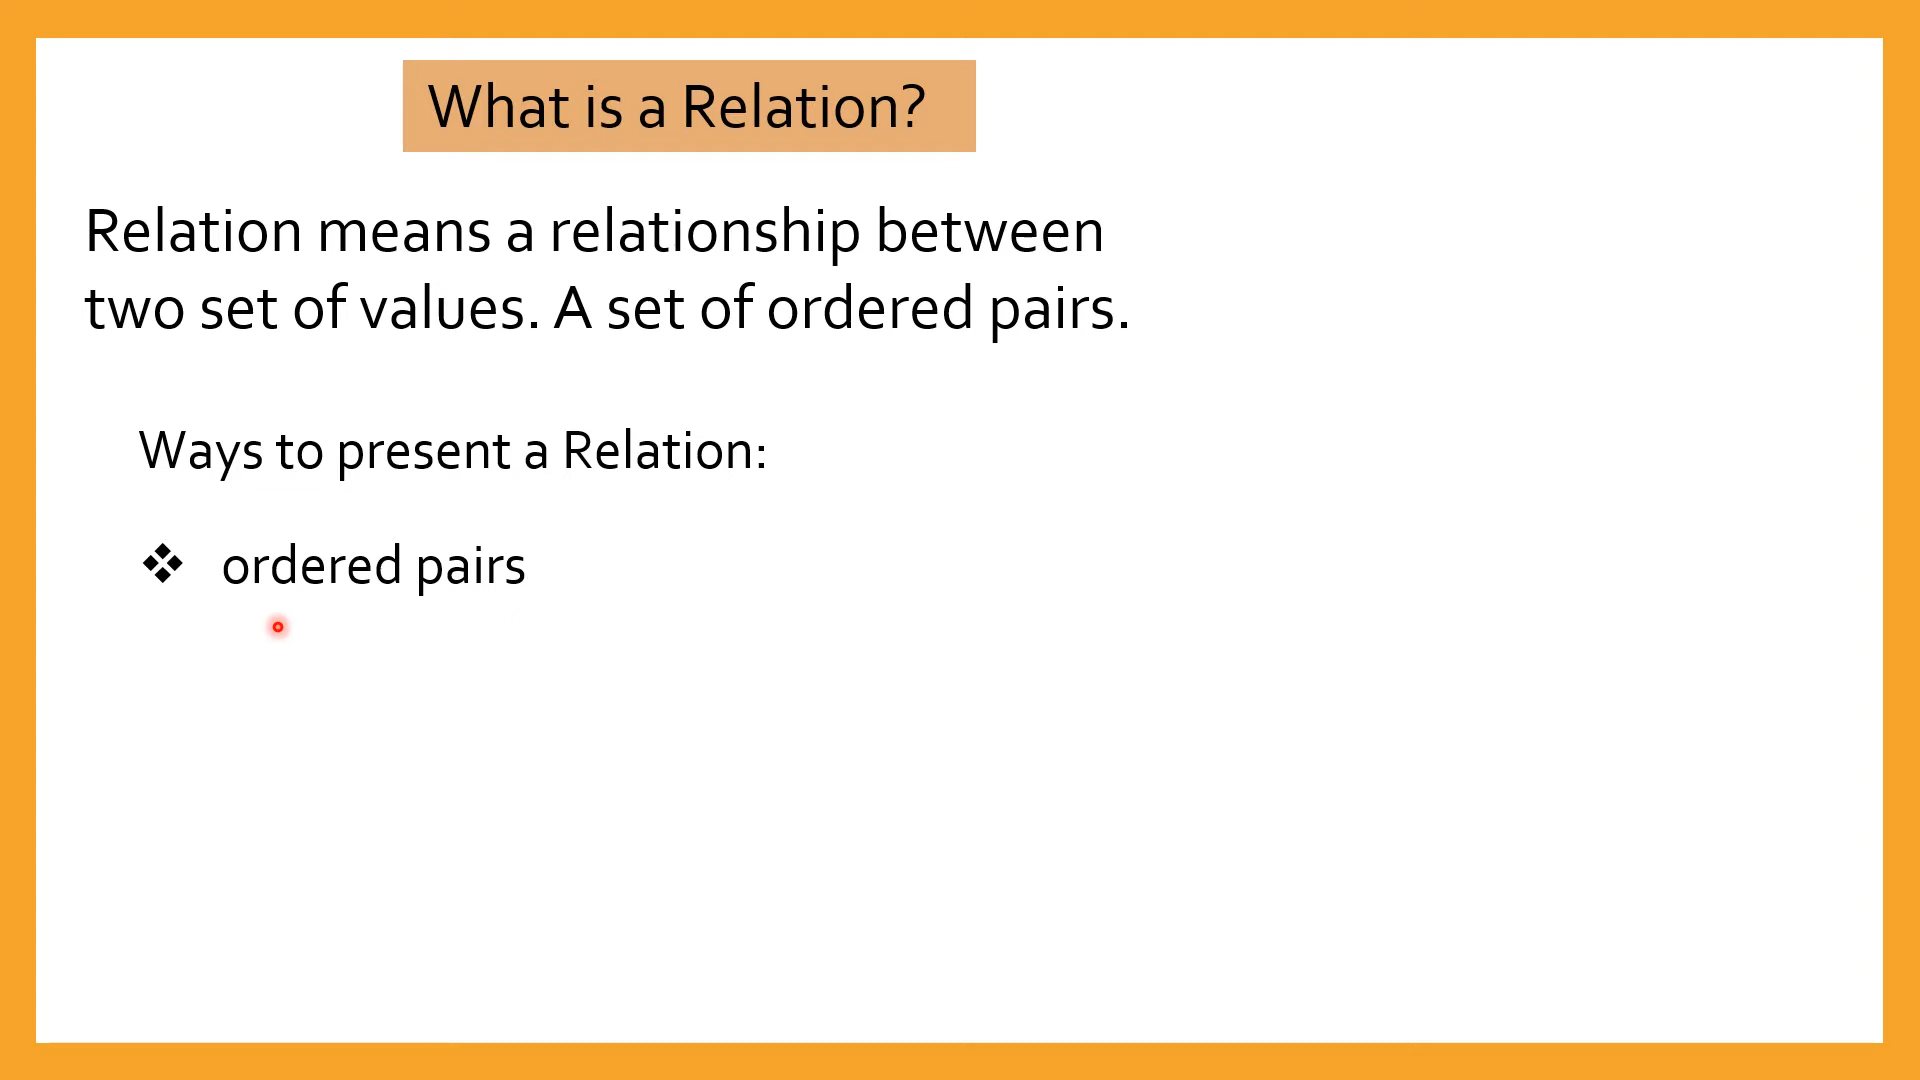 What is a Relation?
Relation means a relationship between
two set of values. A set of ordered pairs.
Ways to present a Relation:
❖ ordered pairs